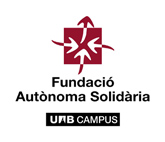 Fundació
Autònoma Solidària
UAB CAMPUS